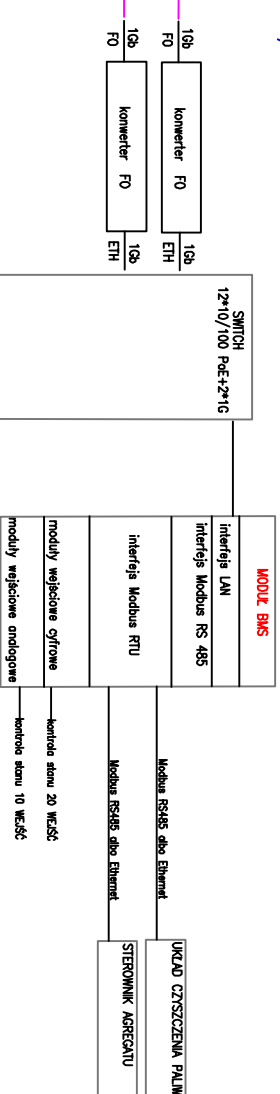 1Gb
FO
konwerter FO
1Gb
ETH
1Gb
FO
konwerter FO
1Gb
ETH
SWITCH
12*10/100 PoE+2*1G
MODUŁ BMS
interfejs LAN
interfejs Modbus RS 485
interfejs Modbus RTU
moduły wejściowe cyfrowe
moduły wejściowe analogowe
Modbus RS485 albo Ethernet
Modbus RS485 albo Ethernet
kontrola stanu 20 WEJŚĆ
kontrola stanu 10 WEJŚĆ
UKŁAD CZYSZCZENIA PALIW
STEROWNIK AGREGATU